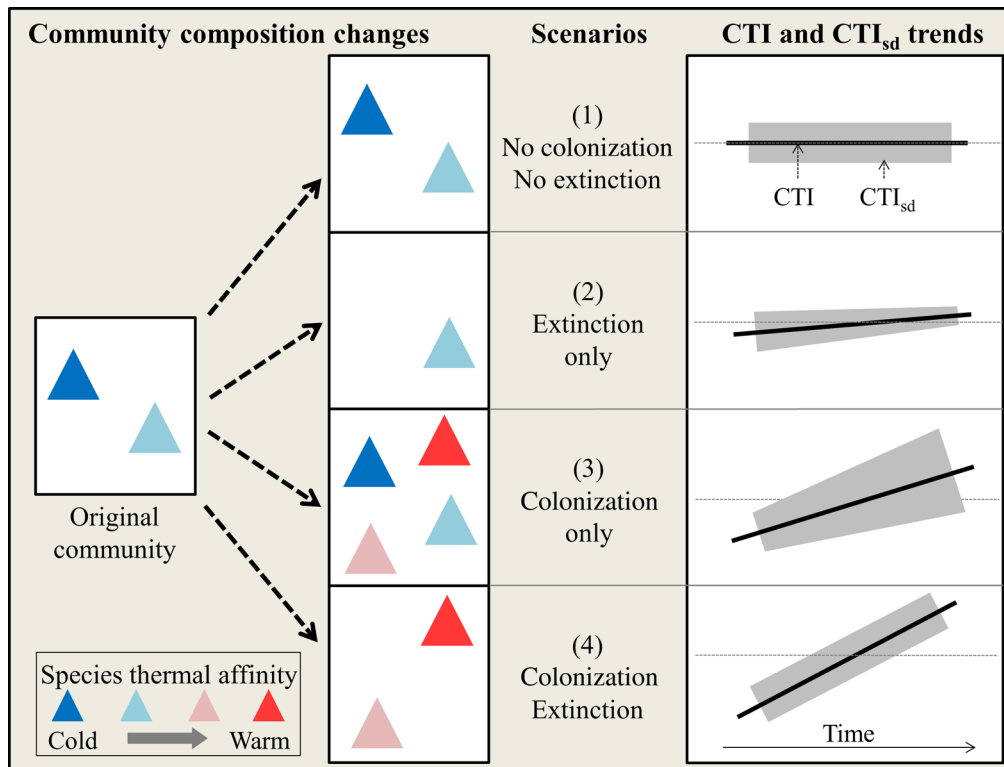 Community composition changes
Scenarios
CTI and CTIsd trends
(1)
No colonization
No extinction
CTI
CTIsd
(2)
Extinction
only
Original
community
(3)
Colonization
only
(4)
Colonization
Extinction
Time
Species thermal affinity
Cold
Warm